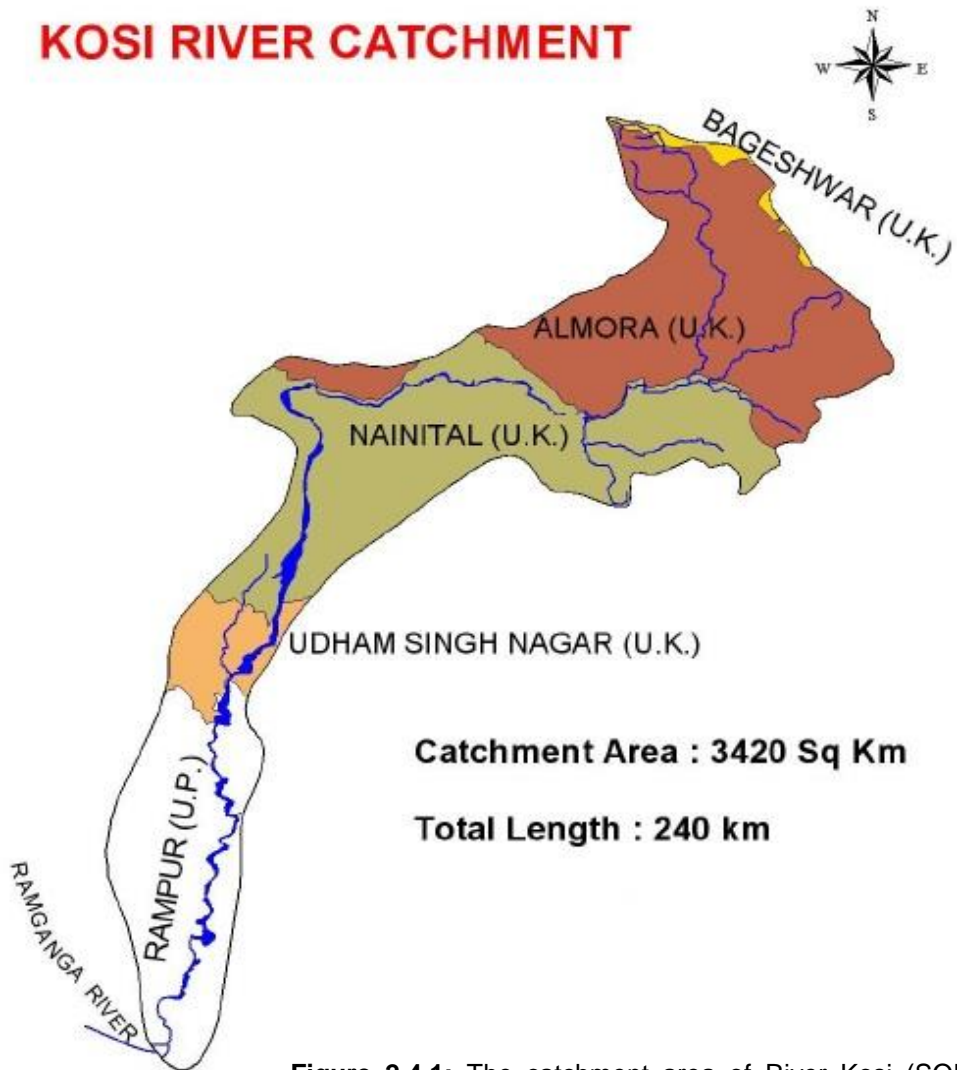 KOSI RIVER CATCHMENT
N
W E
S
BAGESHWAR (U.K.)
ALMORA (U.K.)
NAINITAL (U.K.)
UDHAM SINGH NAGAR (U.K.)
Catchment Area : 3420 Sq Km
Total Length : 240 km
RAMPUR (U.P.)
RAMGANGA RIVER
Figure 2.4.1: The catchment area of River Kosi